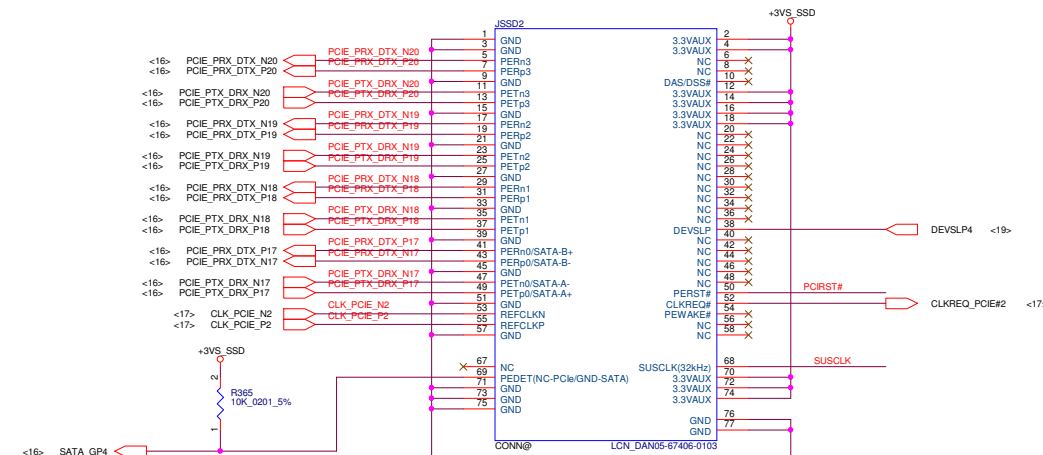 +3VS_SSD
JSSD2
1 GND 3.3VAUX 2
3 GND 3.3VAUX 4
<16> PCIE_PRX_DTX_N20 PCIE_PRX_DTX_N20 5 PERn3 NC 6
<16> PCIE_PRX_DTX_P20 PCIE_PRX_DTX_P20 7 PERp3 NC 8
9 GND DAS/DSS# 10
<16> PCIE_PTX_DRX_N20 PCIE_PTX_DRX_N20 11 PETn3 3.3VAUX 12
<16> PCIE_PTX_DRX_P20 PCIE_PTX_DRX_P20 13 PETp3 3.3VAUX 14
15 GND 3.3VAUX 16
<16> PCIE_PRX_DTX_N19 PCIE_PRX_DTX_N19 17 PERn2 3.3VAUX 18
<16> PCIE_PRX_DTX_P19 PCIE_PRX_DTX_P19 19 PERp2 NC 20
21 GND NC 22
<16> PCIE_PTX_DRX_N19 PCIE_PTX_DRX_N19 23 PETn2 NC 24
<16> PCIE_PTX_DRX_P19 PCIE_PTX_DRX_P19 25 PETp2 NC 26
27 GND NC 28
<16> PCIE_PRX_DTX_N18 PCIE_PRX_DTX_N18 29 PERn1 NC 30
<16> PCIE_PRX_DTX_P18 PCIE_PRX_DTX_P18 31 PERp1 NC 32
33 GND NC 34
<16> PCIE_PTX_DRX_N18 PCIE_PTX_DRX_N18 35 PETn1 NC 36
<16> PCIE_PTX_DRX_P18 PCIE_PTX_DRX_P18 37 PETp1 DEVSLP 38 DEVSLP4 <19>
39 GND NC 40
<16> PCIE_PRX_DTX_P17 PCIE_PRX_DTX_P17 41 PERn0/SATA-B+ NC 42
<16> PCIE_PRX_DTX_N17 PCIE_PRX_DTX_N17 43 PERp0/SATA-B- NC 44
45 GND NC 46
<16> PCIE_PTX_DRX_N17 PCIE_PTX_DRX_N17 47 PETn0/SATA-A- NC 48
<16> PCIE_PTX_DRX_P17 PCIE_PTX_DRX_P17 49 PETp0/SATA-A+ PERST# 50 PCIRST#
51 GND CLKREQ# 52 CLKREQ_PCIE#2 <17
<17> CLK_PCIE_N2 CLK_PCIE_N2 53 REFCLKN PEWAKE# 54
<17> CLK_PCIE_P2 CLK_PCIE_P2 55 REFCLKP NC 56
57 GND NC 58
+3VS_SSD
67 NC SUSCLK(32kHz) 68 SUSCLK
69 PEDET(NC-PCIe/GND-SATA) 3.3VAUX 70
71 GND 3.3VAUX 72
73 GND 3.3VAUX 74
75 GND
GND 76
GND 77
2
R365
10K_0201_5%
1
CONN@ LCN_DAN05-67406-0103
<16> SATA_GP4